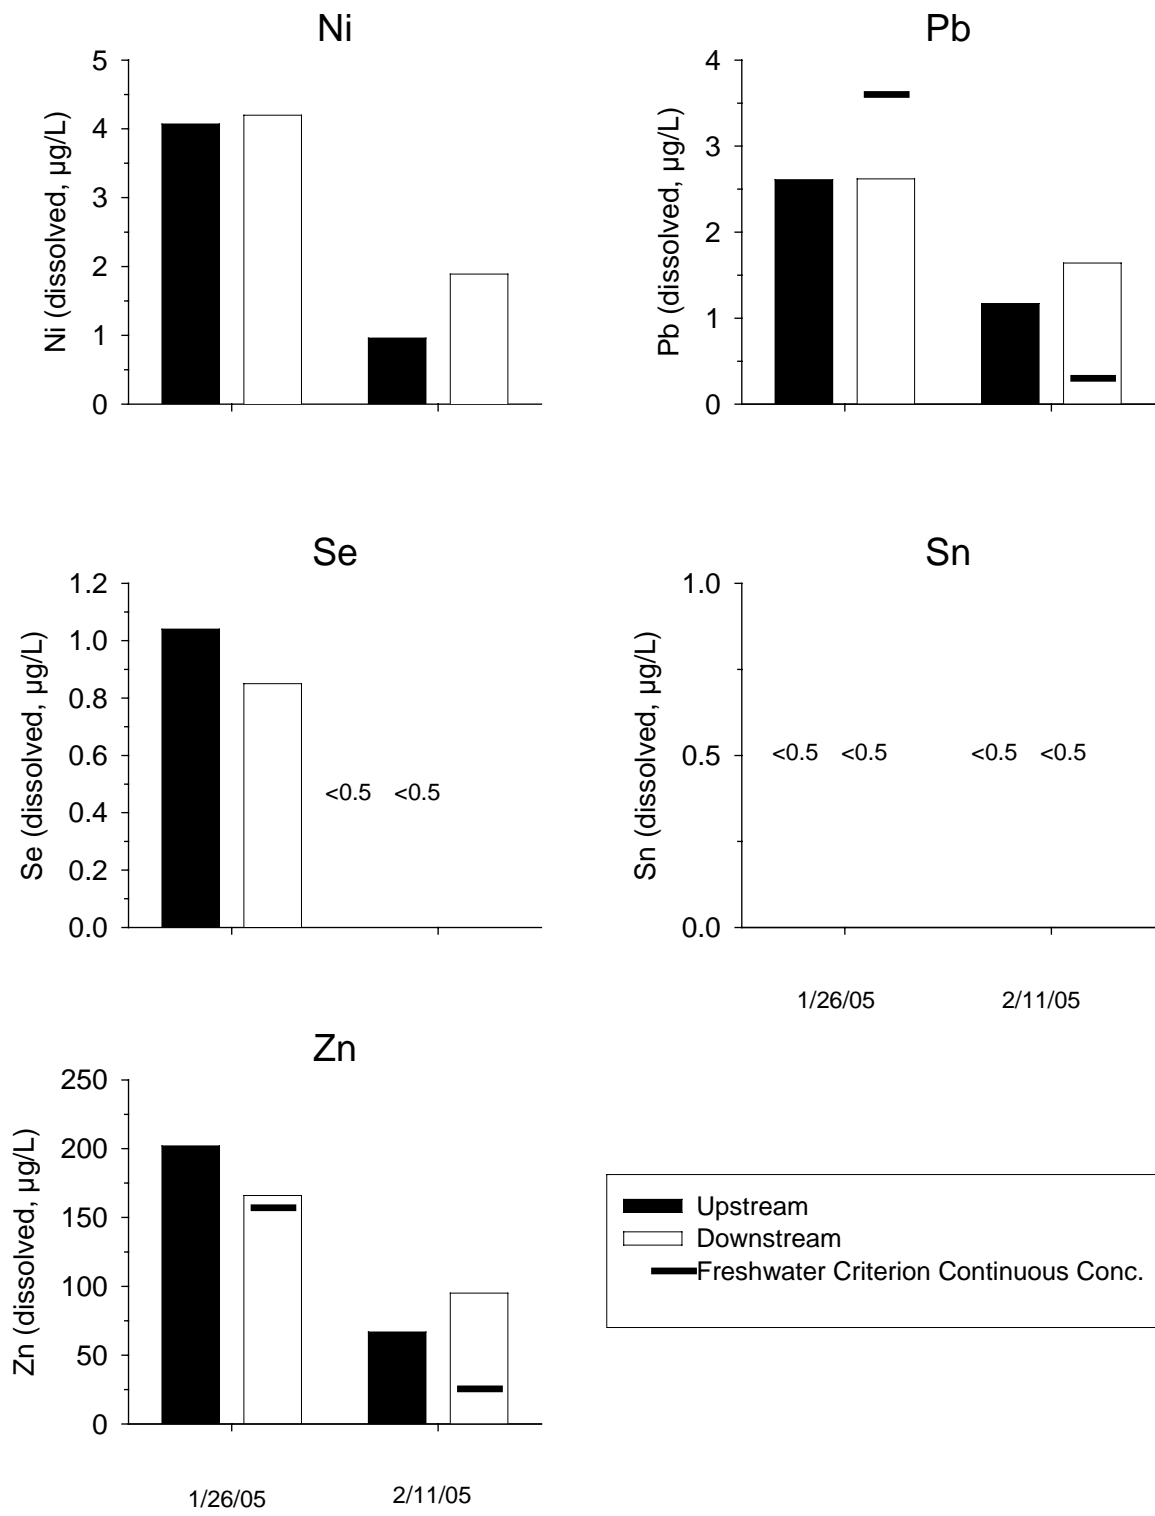 Ni
Ni (dissolved, µg/L)
5
4
3
2
1
0
Pb
Pb (dissolved, µg/L)
4
3
2
1
0
Se
Se (dissolved, µg/L)
1.2
1.0
0.8
0.6
0.4
0.2
0.0
<0.5 <0.5
Sn
Sn (dissolved, µg/L)
1.0
0.5
0.0
<0.5 <0.5 <0.5 <0.5
1/26/05 2/11/05
Zn
Zn (dissolved, µg/L)
250
200
150
100
50
0
1/26/05 2/11/05
Upstream
Downstream
Freshwater Criterion Continuous Conc.